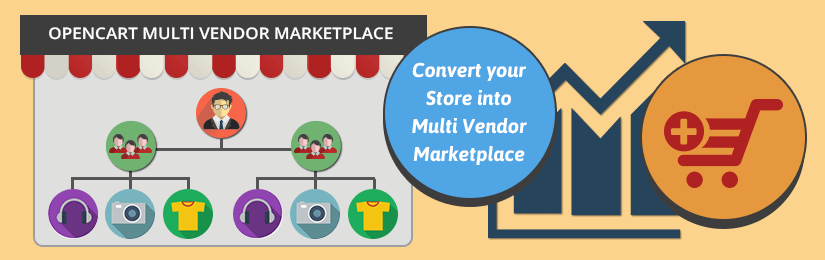 OPENCART MULTI VENDOR MARKETPLACE
Convert your
Store into
Multi Vendor
Marketplace